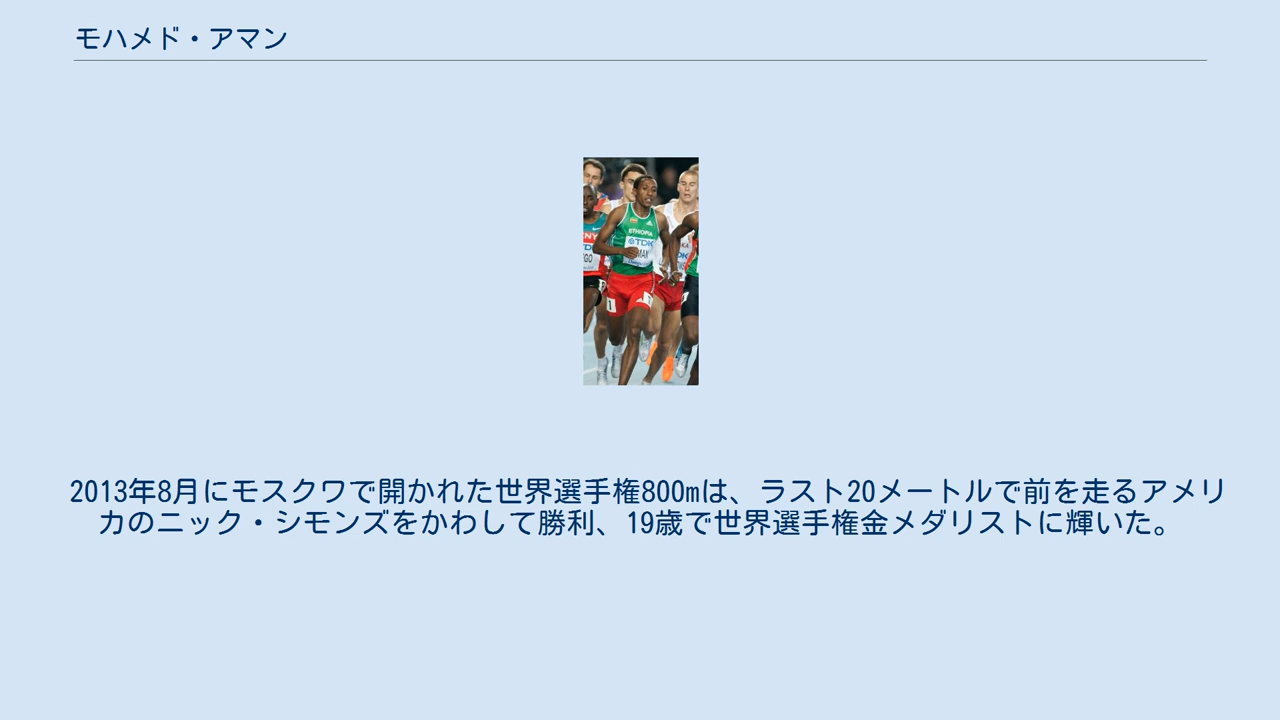 モハメド・アマン
ETHIOPIA
TDK
2013年8月にモスクワで開かれた世界選手権800mは、ラスト20メートルで前を走るアメリ
カのニック・シモンズをかわして勝利、19歳で世界選手権金メダリストに輝いた。